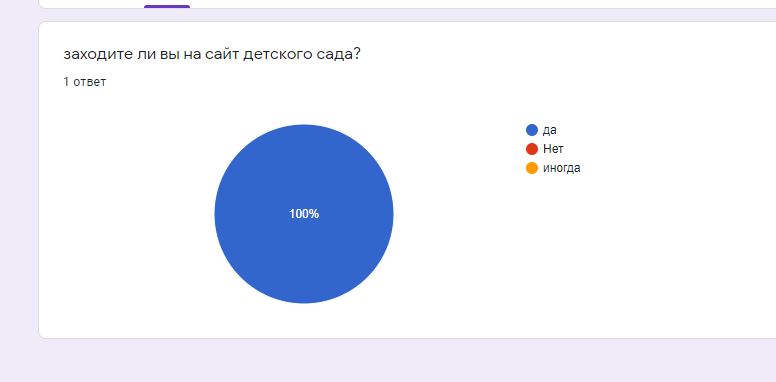 заходите ли вы на сайт детского сада?
1 ответ
100%
да
Нет
иногда